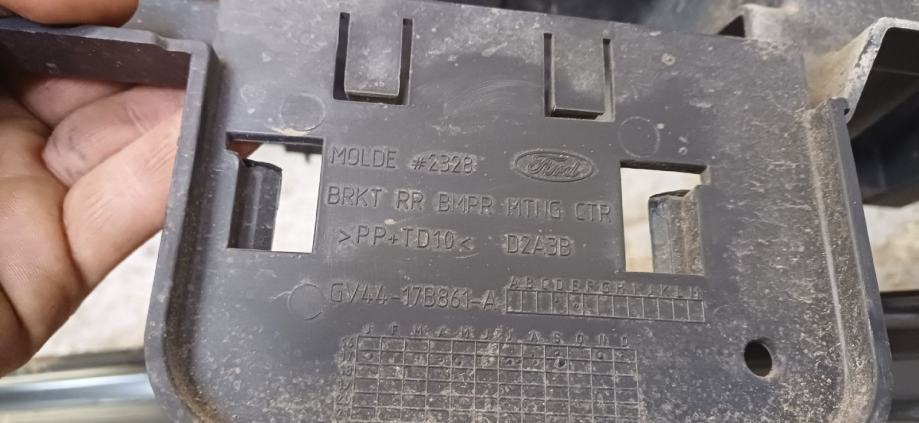 MOLDE #2328 Ford
BRKT RR BMPR MTNG CTR
>PP+TD10< D2A3B
GV44-17B861-A
A B C D E F G H I J K L M
J F M A M J J A S O N D